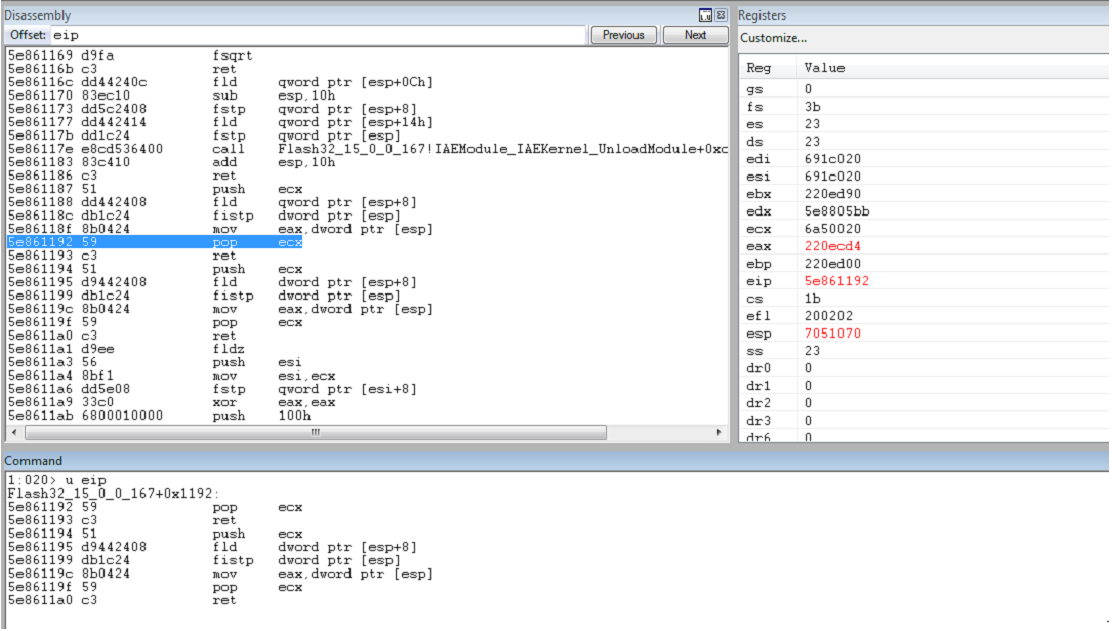 Disassembly
Offset: eip Previous Next
5e861169 d9fa fsqrt
5e86116b c3 ret
5e86116c dd44240c fld qword ptr [esp+0Ch]
5e861170 83ec10 sub esp,10h
5e861173 dd5c2408 fstp qword ptr [esp+8]
5e861177 dd442414 fld qword ptr [esp+14h]
5e86117b dd1c24 fstp qword ptr [esp]
5e86117e e8cd536400 call Flash32_15_0_0_167!IAEModule_IAEKernel_UnloadModule+0xc
5e861183 83c410 add esp,10h
5e861186 c3 ret
5e861187 51 push ecx
5e861188 dd442408 fld qword ptr [esp+8]
5e86118c db1c24 fistp dword ptr [esp]
5e86118f 8b0424 mov eax,dword ptr [esp]
5e861192 59 pop ecx
5e861193 c3 ret
5e861194 51 push ecx
5e861195 d9442408 fld dword ptr [esp+8]
5e861199 db1c24 fistp dword ptr [esp]
5e86119c 8b0424 mov eax,dword ptr [esp]
5e86119f 59 pop ecx
5e8611a0 c3 ret
5e8611a1 d9ee fldz
5e8611a3 56 push esi
5e8611a4 8bf1 mov esi,ecx
5e8611a6 dd5e08 fstp qword ptr [esi+8]
5e8611a9 33c0 xor eax,eax
5e8611ab 6800010000 push 100h
Registers
Customize...
Reg Value
gs 0
fs 3b
es 23
ds 23
edi 691c020
esi 691c020
ebx 220ed90
edx 5e8805bb
ecx 6a50020
eax 220ecd4
ebp 220ed00
eip 5e861192
cs 1b
efl 200202
esp 7051070
ss 23
dr0 0
dr1 0
dr2 0
dr3 0
dr6 0
Command
1:020> u eip
Flash32_15_0_0_167+0x1192:
5e861192 59 pop ecx
5e861193 c3 ret
5e861194 51 push ecx
5e861195 d9442408 fld dword ptr [esp+8]
5e861199 db1c24 fistp dword ptr [esp]
5e86119c 8b0424 mov eax,dword ptr [esp]
5e86119f 59 pop ecx
5e8611a0 c3 ret